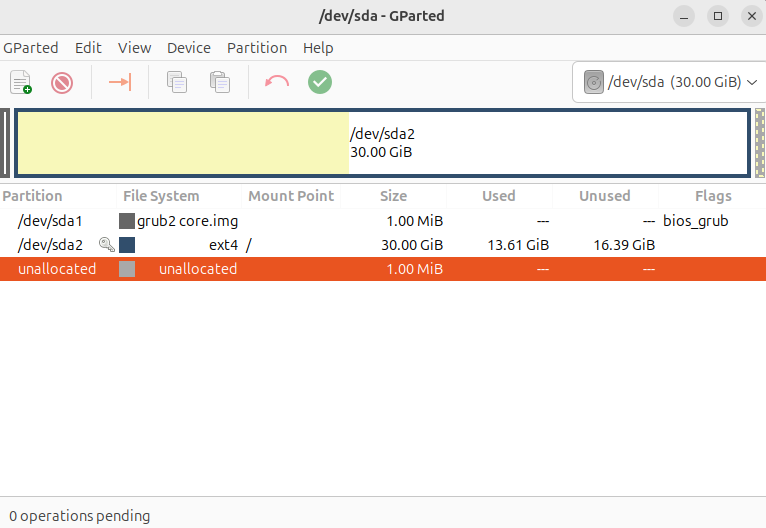 /dev/sda - GParted
GParted Edit View Device Partition Help
/dev/sda (30.00 GiB)
/dev/sda2
30.00 GiB
Partition File System Mount Point Size Used Unused Flags
/dev/sda1 grub2 core.img 1.00 MiB --- --- bios_grub
/dev/sda2 ext4 / 30.00 GiB 13.61 GiB 16.39 GiB
unallocated unallocated 1.00 MiB --- ---
0 operations pending